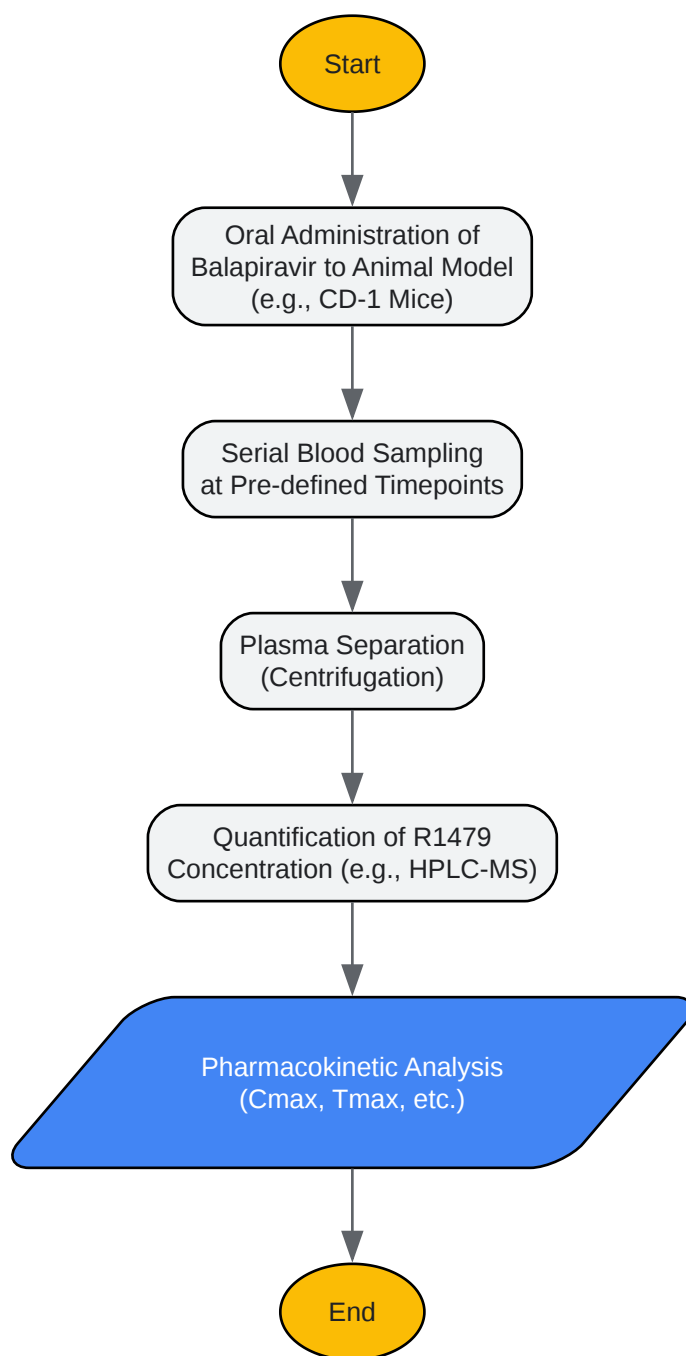 Start
Oral Administration of
Balapiravir to Animal Model
(e.g., CD-1 Mice)
Serial Blood Sampling
at Pre-defined Timepoints
Plasma Separation
(Centrifugation)
Quantification of R1479
Concentration (e.g., HPLC-MS)
Pharmacokinetic Analysis
(Cmax, Tmax, etc.)
End